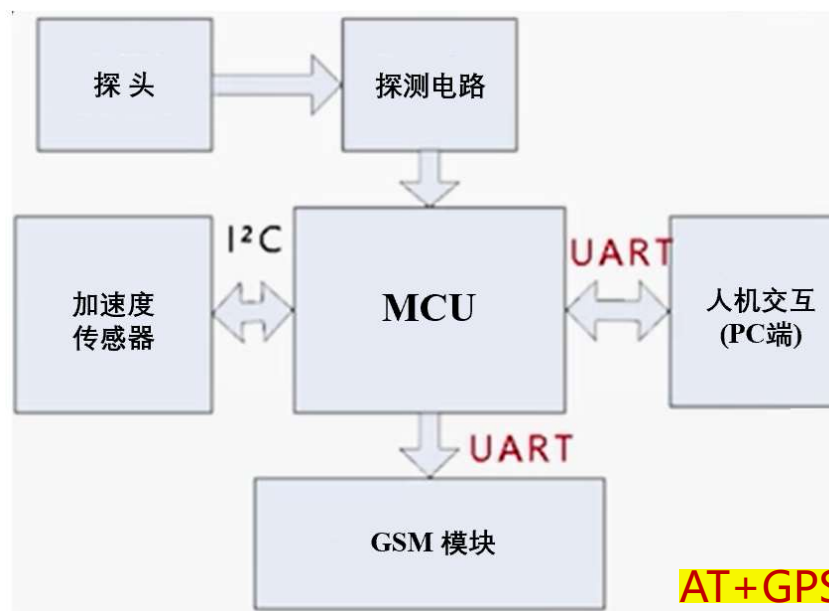 探 头
探测电路
I²C
UART
加速度
传感器
MCU
人机交互
(PC端)
UART
GSM 模块
AT+GPS